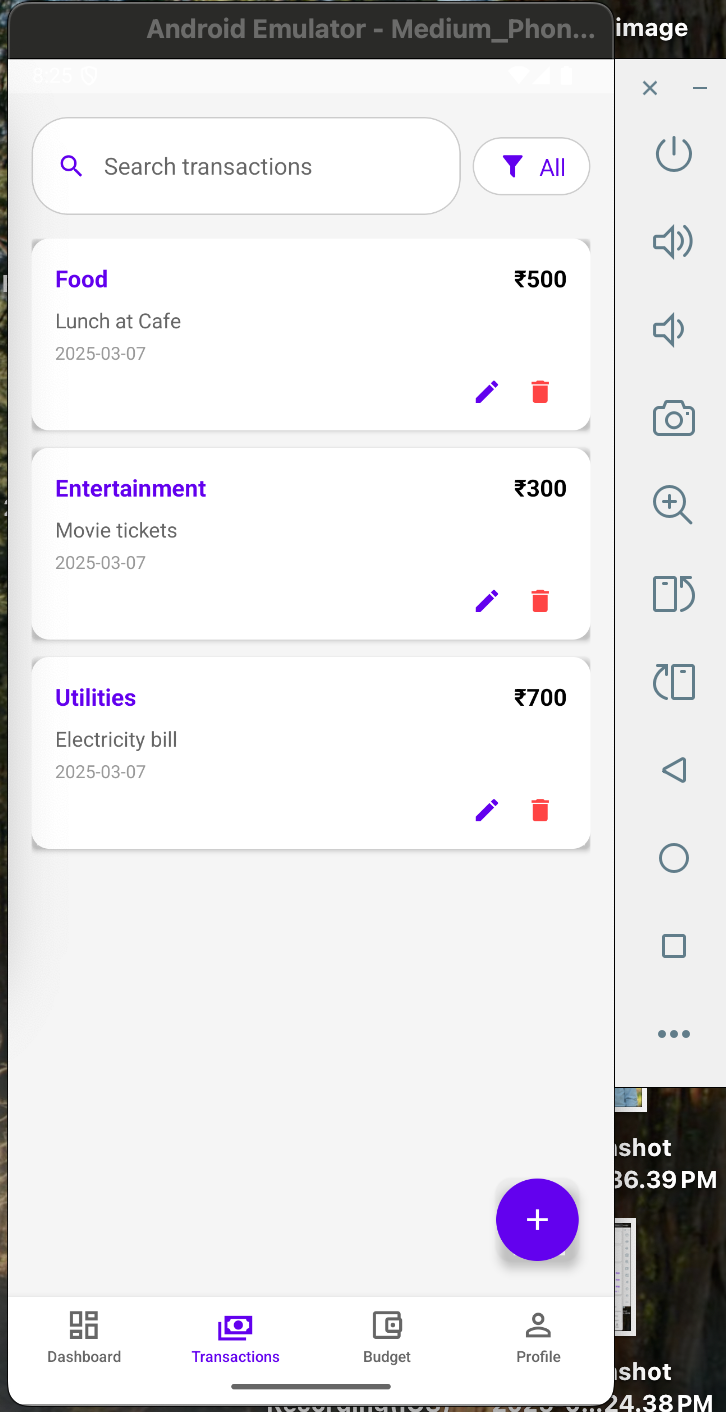 Android Emulator - Medium_Phon...
image
8:25
Search transactions
All
Food
₹500
Lunch at Cafe
2025-03-07
Entertainment
₹300
Movie tickets
2025-03-07
Utilities
₹700
Electricity bill
2025-03-07
nshot
36.39 PM
+
Dashboard
Transactions
Budget
Profile
nshot
24.38 PM